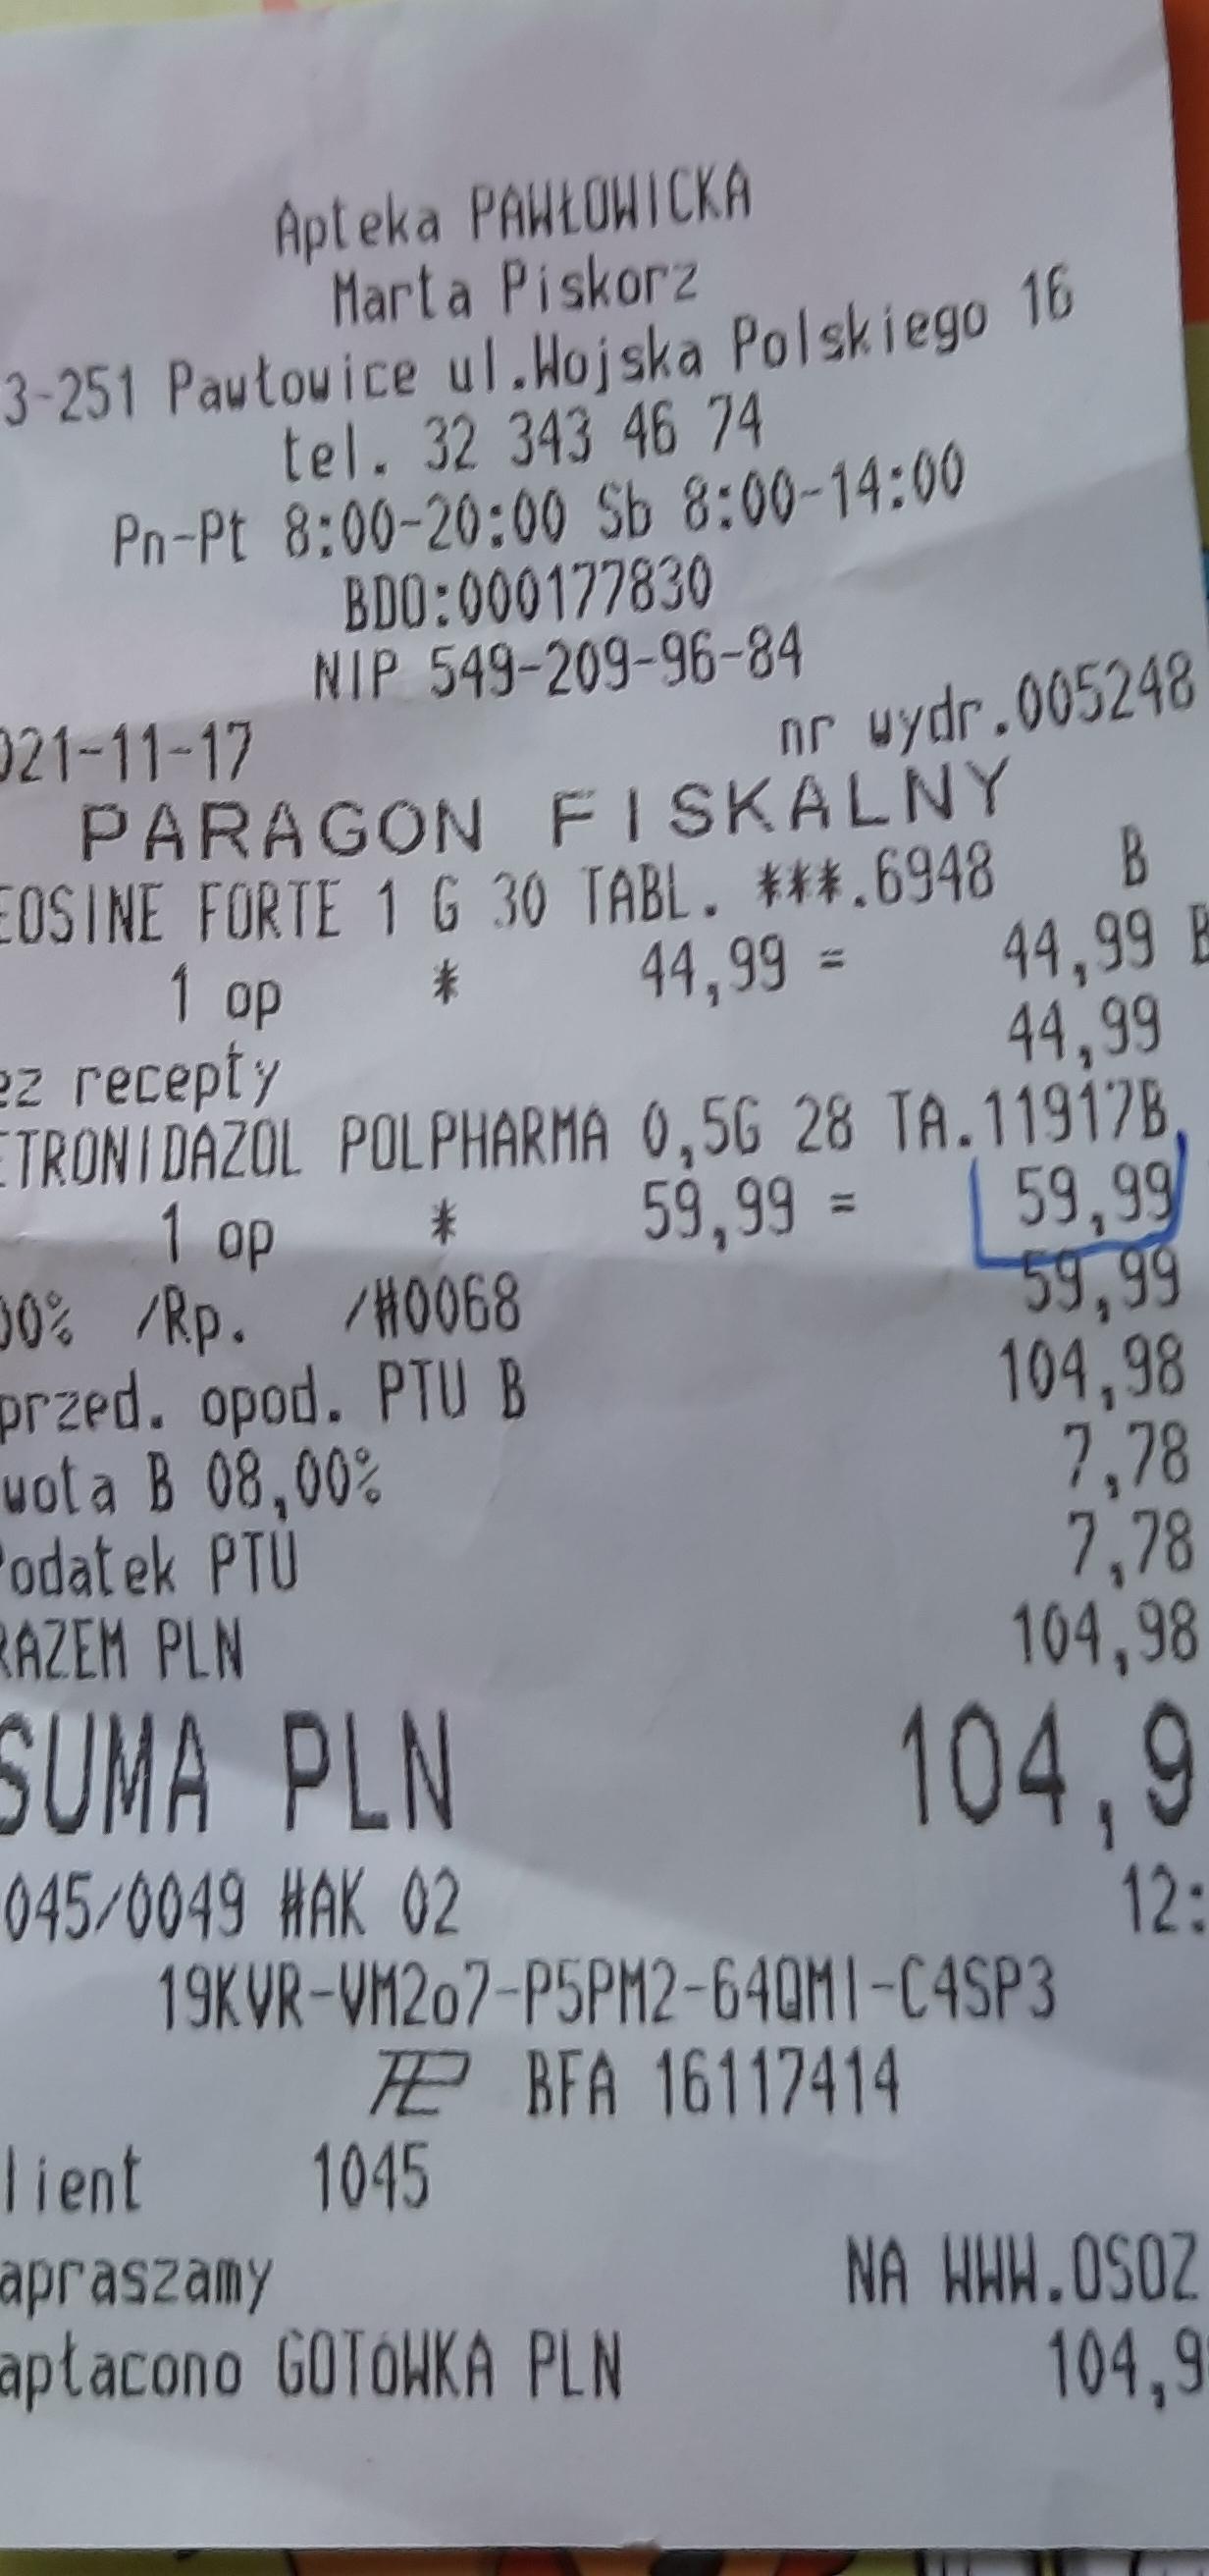 Apteka PAWŁOWICKA
Marta Piskorz
3-251 Pawłowice ul.Wojska Polskiego 16
tel. 32 343 46 74
Pn-Pt 8:00-20:00 Sb 8:00-14:00
BDO:000177830
NIP 549-209-96-84
021-11-17 nr wydr.005248
PARAGON FISKALNY
EOSINE FORTE 1 G 30 TABL. ***.6948 B
1 op * 44,99 = 44,99 B
44,99
ez recepty
ETRONIDAZOL POLPHARMA 0,5G 28 TA.11917B
1 op * 59,99 = 59,99
59,99
00% /Rp. /#0068
przed. opod. PTU B 104,98
wota B 08,00% 7,78
Podatek PTU 7,78
RAZEM PLN 104,98
SUMA PLN 104,9
045/0049 #AK 02 12:
19KVR-VM2o7-P5PM2-64QMI-C4SP3
BFA 16117414
lient 1045
apraszamy NA WWW.OSOZ
apłacono GOTÓWKA PLN 104,9